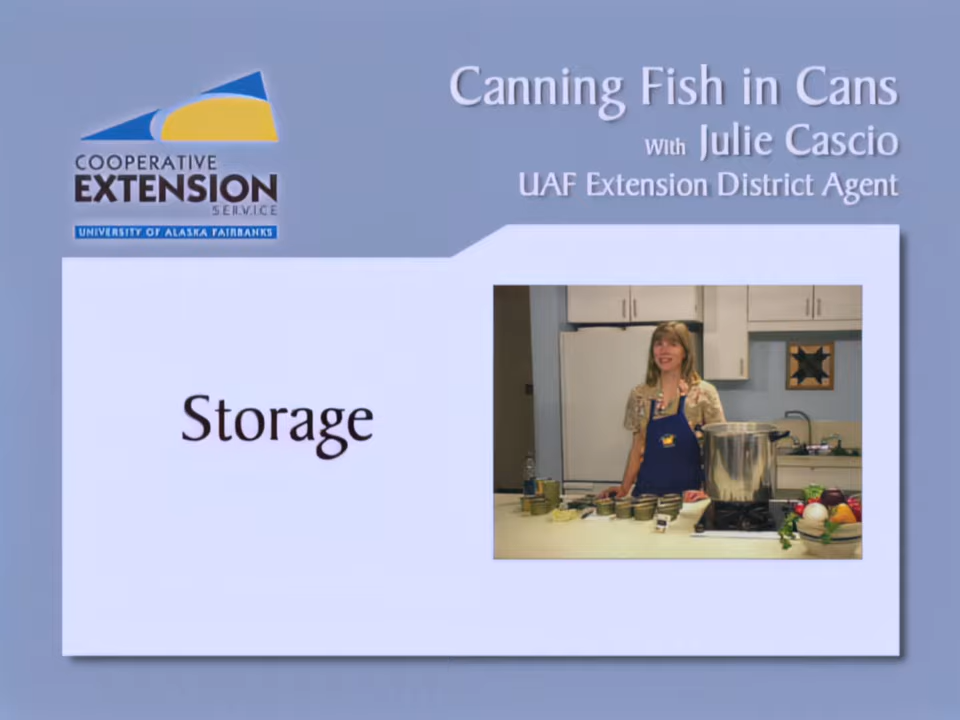 Canning Fish in Cans
With Julie Cascio
UAF Extension District Agent
COOPERATIVE
EXTENSION
SERVICE
UNIVERSITY OF ALASKA FAIRBANKS
Storage